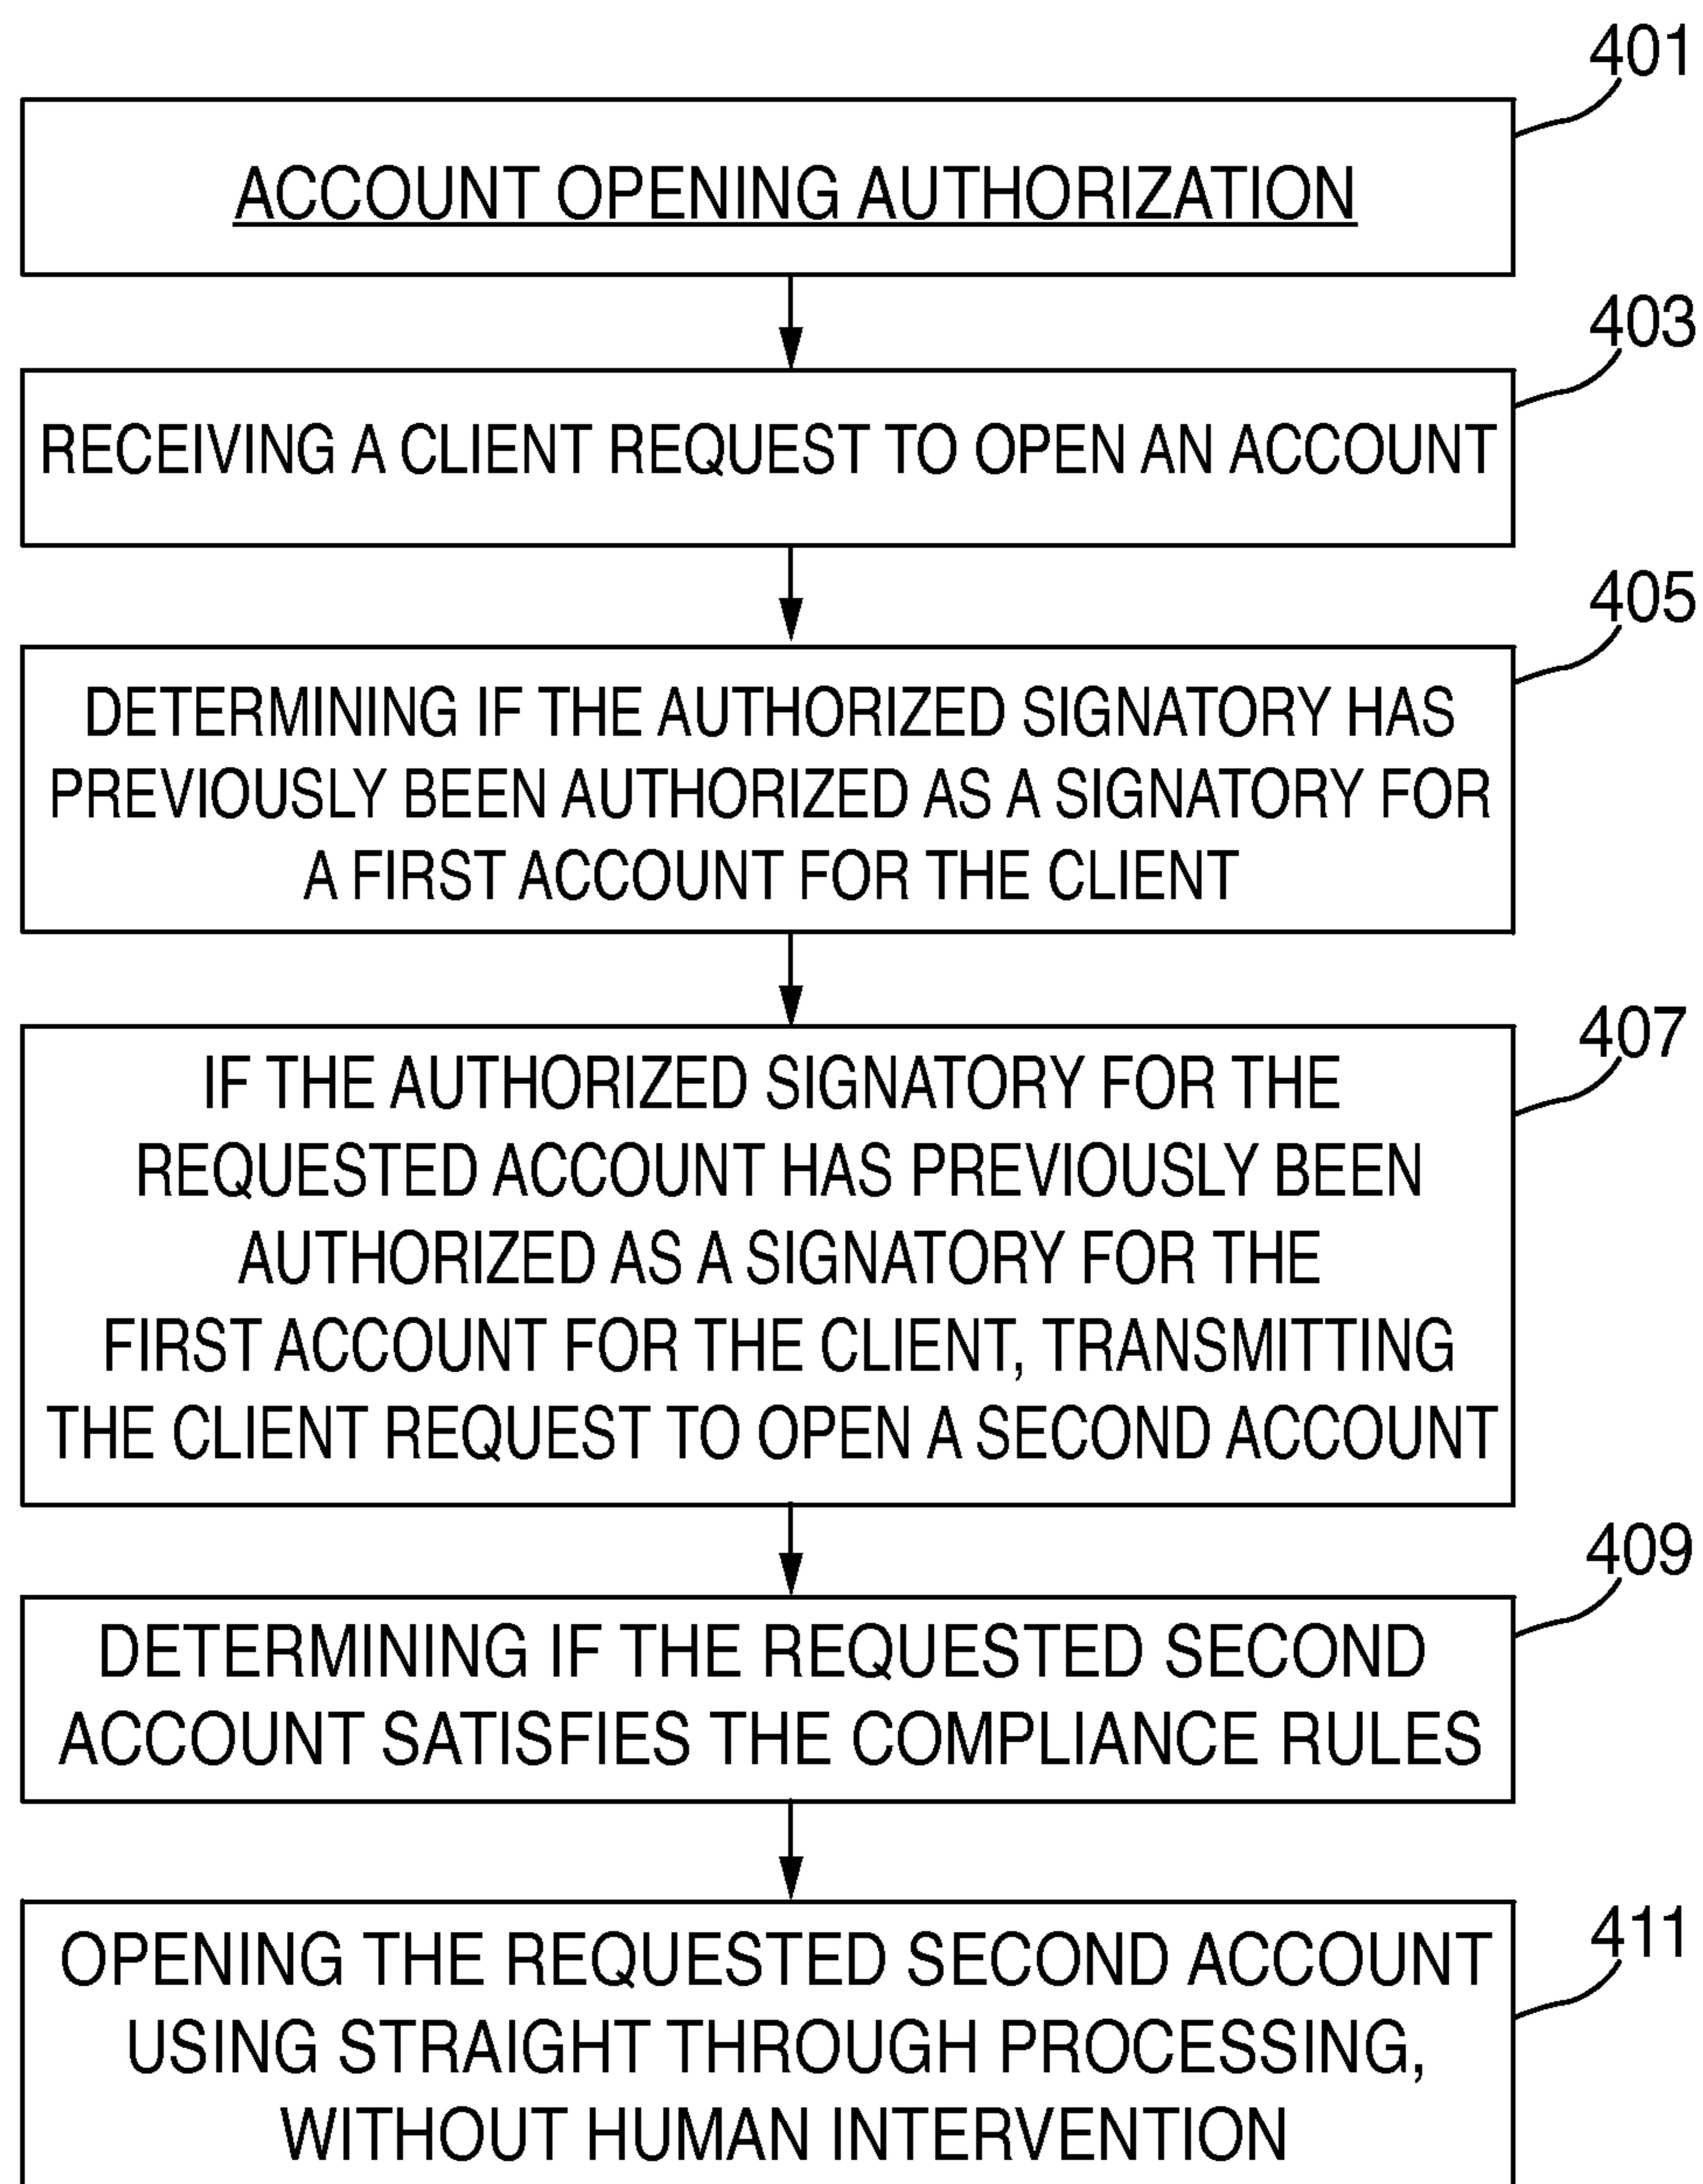 401
ACCOUNT OPENING AUTHORIZATION
403
RECEIVING A CLIENT REQUEST TO OPEN AN ACCOUNT
405
DETERMINING IF THE AUTHORIZED SIGNATORY HAS
PREVIOUSLY BEEN AUTHORIZED AS A SIGNATORY FOR
A FIRST ACCOUNT FOR THE CLIENT
407
IF THE AUTHORIZED SIGNATORY FOR THE
REQUESTED ACCOUNT HAS PREVIOUSLY BEEN
AUTHORIZED AS A SIGNATORY FOR THE
FIRST ACCOUNT FOR THE CLIENT, TRANSMITTING
THE CLIENT REQUEST TO OPEN A SECOND ACCOUNT
409
DETERMINING IF THE REQUESTED SECOND
ACCOUNT SATISFIES THE COMPLIANCE RULES
411
OPENING THE REQUESTED SECOND ACCOUNT
USING STRAIGHT THROUGH PROCESSING,
WITHOUT HUMAN INTERVENTION